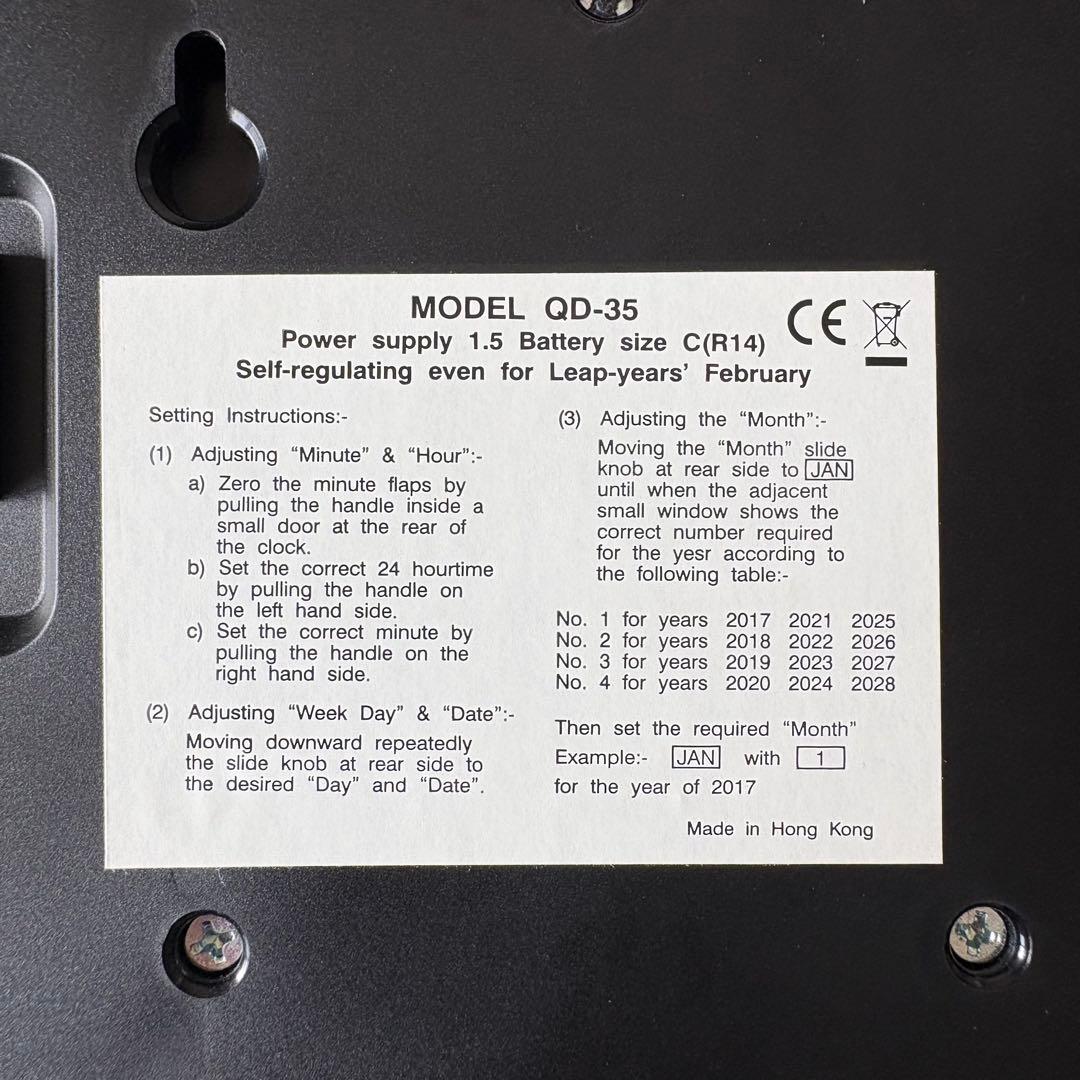 MODEL QD-35
Power supply 1.5 Battery size C(R14)
CE
Self-regulating even for Leap-years' February
Setting Instructions:-
(1) Adjusting “Minute” & “Hour”:-
a) Zero the minute flaps by
pulling the handle inside a
small door at the rear of
the clock.
b) Set the correct 24 hourtime
by pulling the handle on
the left hand side.
c) Set the correct minute by
pulling the handle on the
right hand side.
(2) Adjusting “Week Day” & “Date”:-
Moving downward repeatedly
the slide knob at rear side to
the desired “Day” and “Date”.
(3) Adjusting the “Month”:-
Moving the “Month” slide
knob at rear side to JAN
until when the adjacent
small window shows the
correct number required
for the yesr according to
the following table:-
No. 1 for years 2017 2021 2025
No. 2 for years 2018 2022 2026
No. 3 for years 2019 2023 2027
No. 4 for years 2020 2024 2028
Then set the required “Month”
Example:- JAN with 1
for the year of 2017
Made in Hong Kong